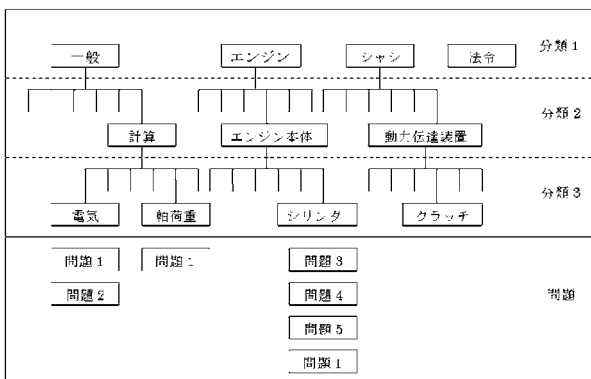 一般 エンジン シャシ 法令 分類1
計算 エンジン本体 動力伝達装置 分類2
電気 軸荷重 シリンダ クラッチ 分類3
問題1 問題1 問題3
問題2 問題4 問題
問題5
問題1